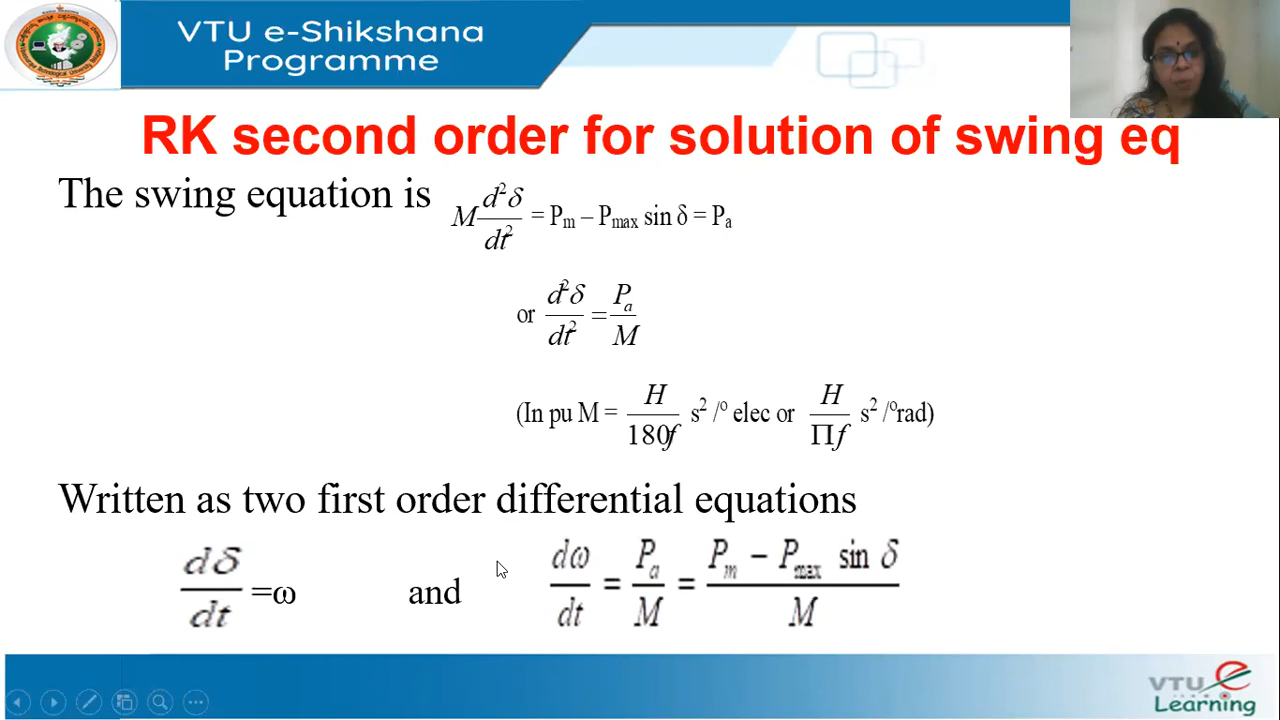 VTU e-Shikshana
Programme
RK second order for solution of swing eq
The swing equation is M d²δ/dt² = Pm – Pmax sin δ = Pa
or d²δ/dt² = Pa/M
(In pu M = H/180f s² /º elec or H/Πf s² /ºrad)
Written as two first order differential equations
dδ/dt =ω and dω/dt = Pa/M = Pm − Pmax sin δ/M
VTU e
Learning